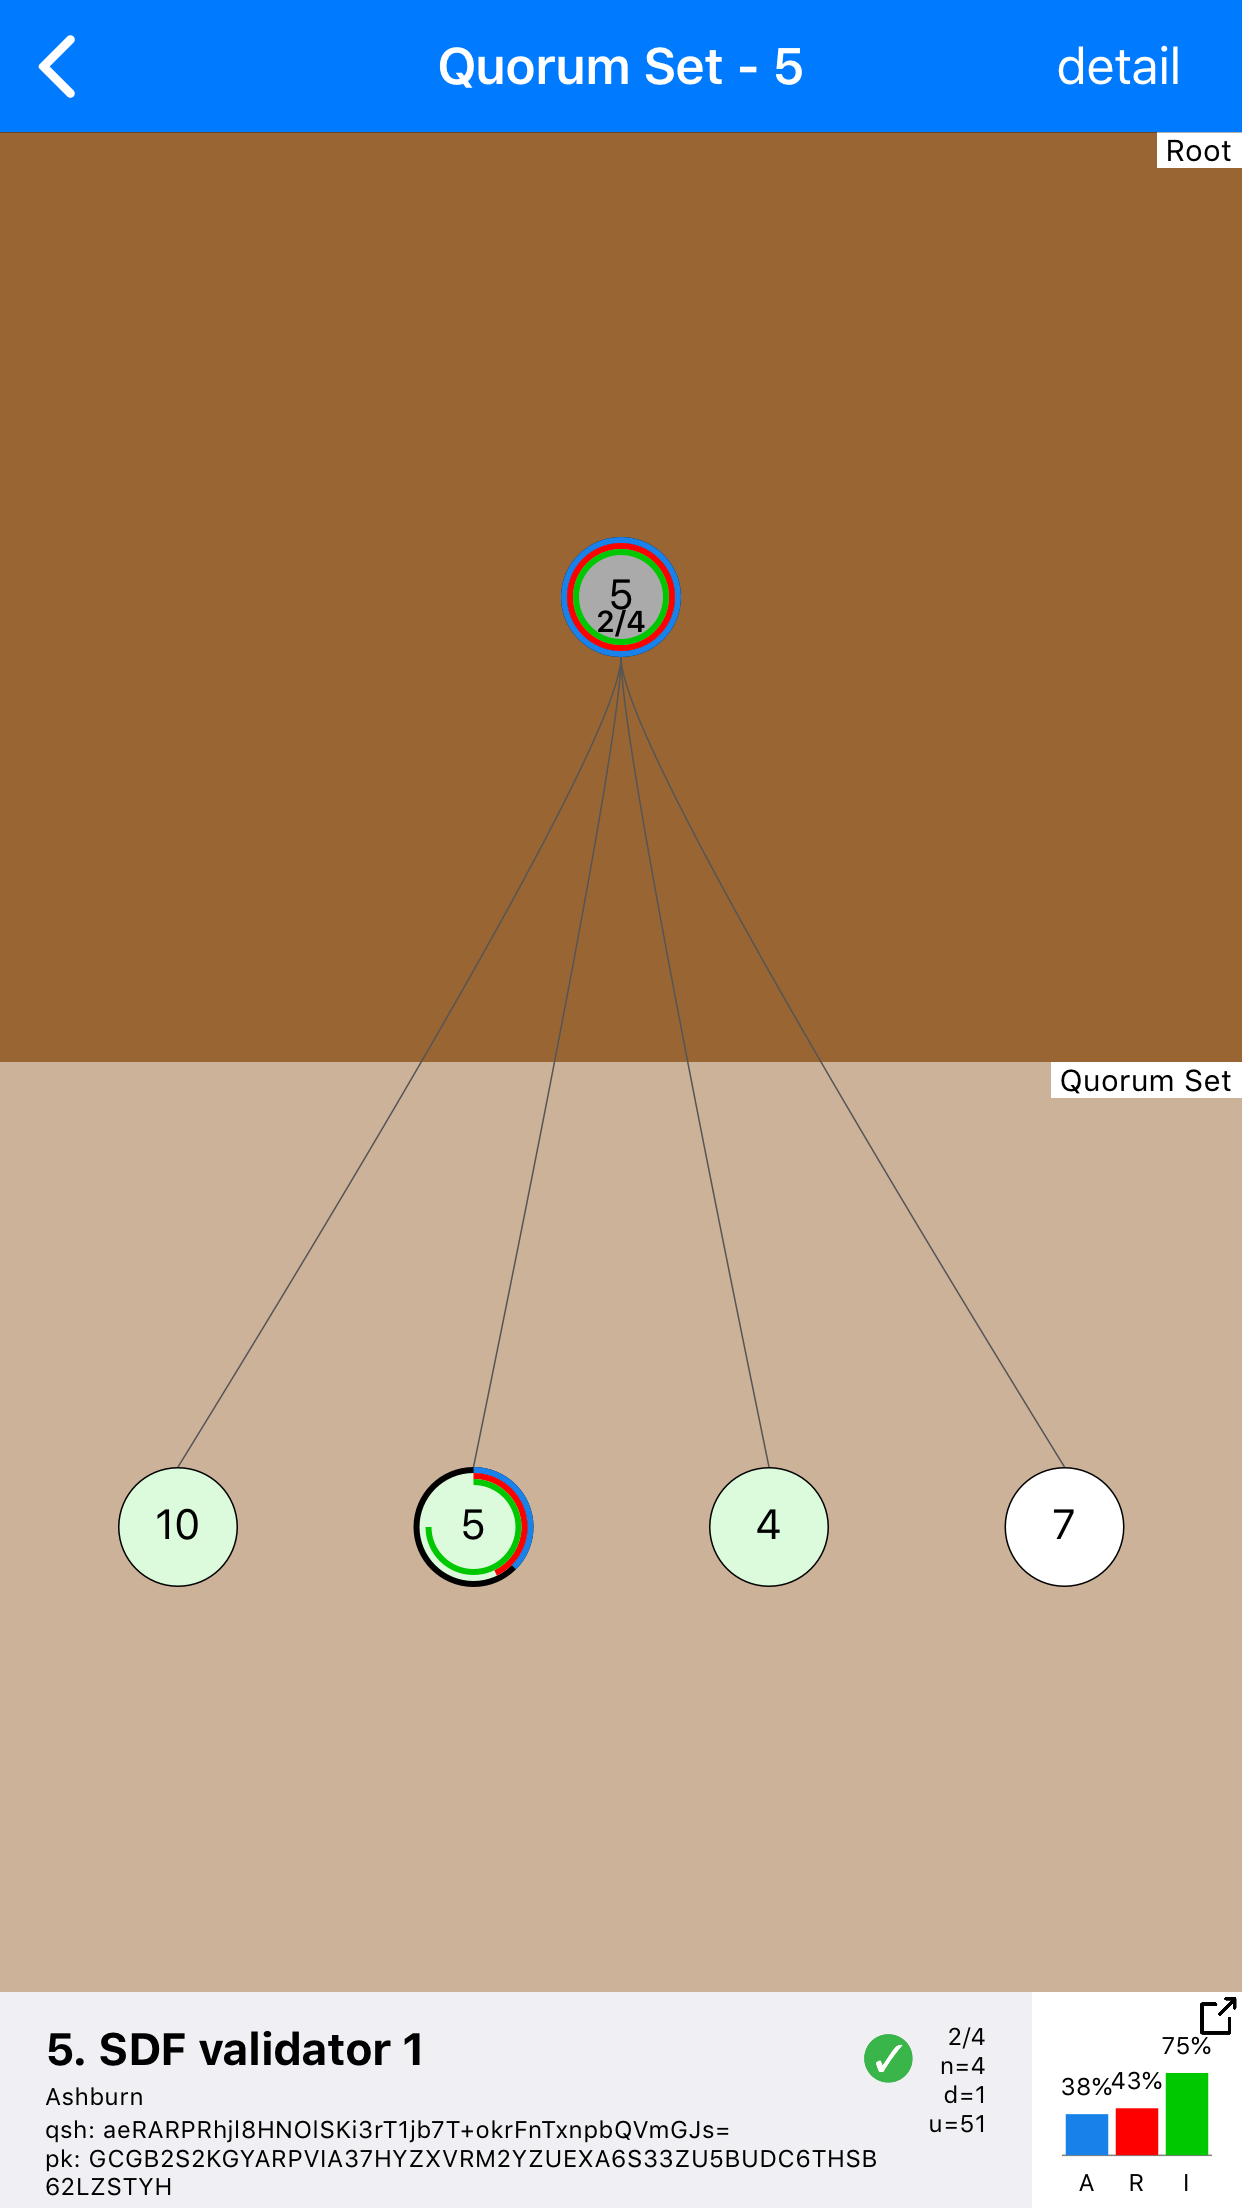 Quorum Set - 5
detail
Root
5
2/4
Quorum Set
10
5
4
7
5. SDF validator 1
Ashburn
qsh: aeRARPRhjl8HNOlSKi3rT1jb7T+okrFnTxnpbQVmGJs=
pk: GCGB2S2KGYARPVIA37HYZXVRM2YZUEXA6S33ZU5BUDC6THSB
62LZSTYH
✓
2/4
n=4
d=1
u=51
75%
38%
43%
A R I